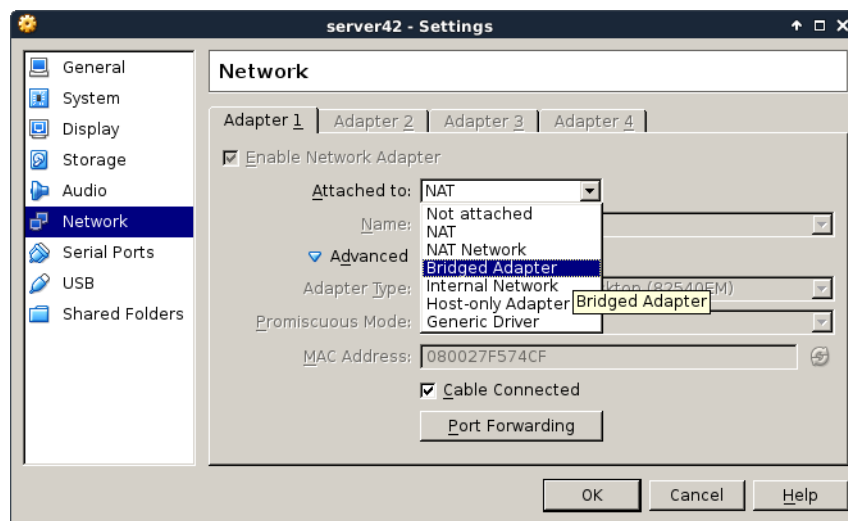 server42 - Settings
General
System
Display
Storage
Audio
Network
Serial Ports
USB
Shared Folders
Network
Adapter 1
Adapter 2
Adapter 3
Adapter 4
Enable Network Adapter
Attached to: NAT
Not attached
NAT
NAT Network
Bridged Adapter
Internal Network
Host-only Adapter
Generic Driver
Bridged Adapter
Name:
Advanced
Adapter Type: (82540EM)
Promiscuous Mode:
MAC Address: 080027F574CF
Cable Connected
Port Forwarding
OK Cancel Help